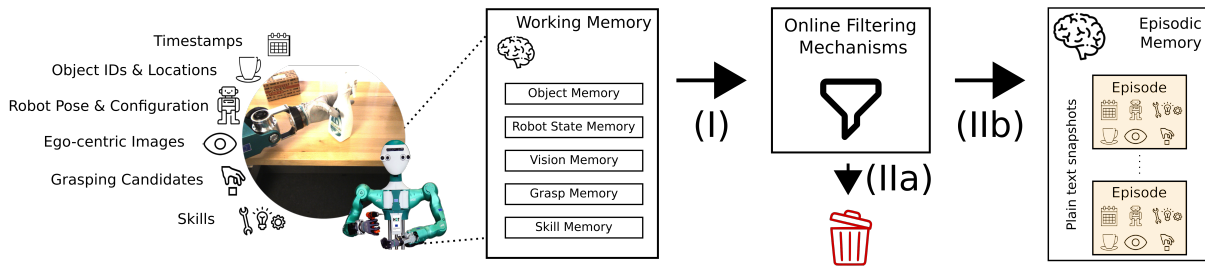 Timestamps
Object IDs & Locations
Robot Pose & Configuration
Ego-centric Images
Grasping Candidates
Skills
Working Memory
Object Memory
Robot State Memory
Vision Memory
Grasp Memory
Skill Memory
(I)
Online Filtering
Mechanisms
(IIa)
(IIb)
Episodic
Memory
Plain text snapshots
Episode
Episode